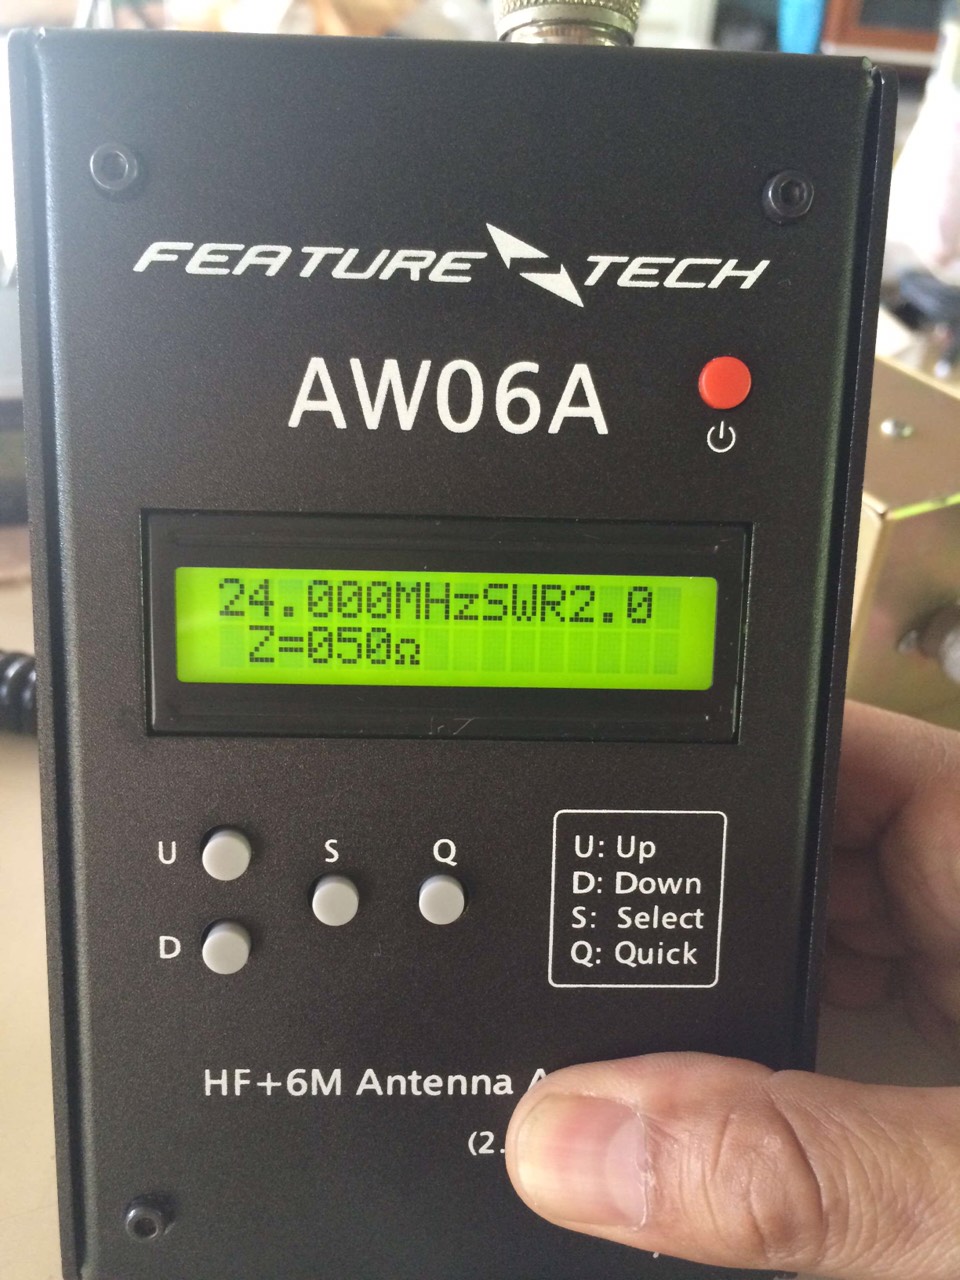 FEATURE TECH
AW06A
24.000MHzSWR2.0
Z=050Ω
U
S
Q
D
U: Up
D: Down
S: Select
Q: Quick
HF+6M Antenna
(2.